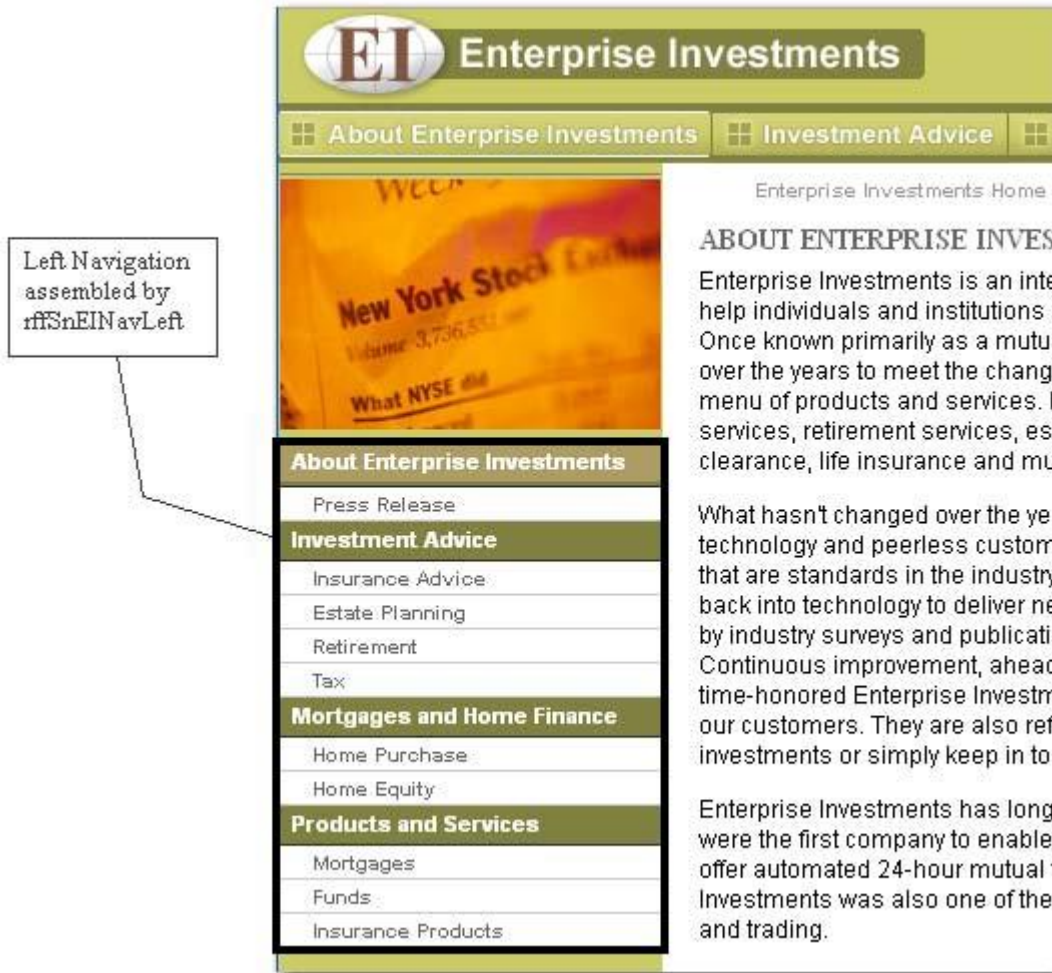 EI Enterprise Investments
About Enterprise Investments Investment Advice
Left Navigation
assembled by
rffSnEINavLeft
New York Stock
Volume 3,736,
What NYSE did
About Enterprise Investments
Press Release
Investment Advice
Insurance Advice
Estate Planning
Retirement
Tax
Mortgages and Home Finance
Home Purchase
Home Equity
Products and Services
Mortgages
Funds
Insurance Products
Enterprise Investments Home
ABOUT ENTERPRISE INVES
Enterprise Investments is an inte
help individuals and institutions
Once known primarily as a mutu
over the years to meet the chang
menu of products and services.
services, retirement services, es
clearance, life insurance and mu
What hasn't changed over the ye
technology and peerless custom
that are standards in the industry
back into technology to deliver ne
by industry surveys and publicati
Continuous improvement, ahead
time-honored Enterprise Investm
our customers. They are also ref
investments or simply keep in to
Enterprise Investments has long
were the first company to enable
offer automated 24-hour mutual
Investments was also one of the
and trading.